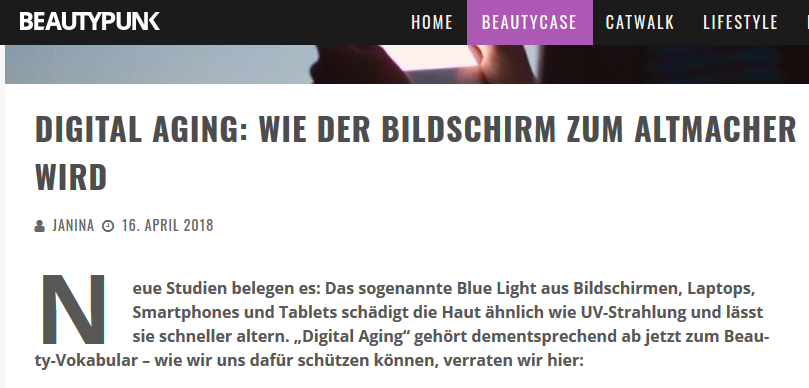 BEAUTYPUNK HOME BEAUTYCASE CATWALK LIFESTYLE
DIGITAL AGING: WIE DER BILDSCHIRM ZUM ALTMACHER
WIRD
JANINA 16. APRIL 2018
Neue Studien belegen es: Das sogenannte Blue Light aus Bildschirmen, Laptops,
Smartphones und Tablets schädigt die Haut ähnlich wie UV-Strahlung und lässt
sie schneller altern. „Digital Aging“ gehört dementsprechend ab jetzt zum Beau-
ty-Vokabular – wie wir uns dafür schützen können, verraten wir hier: